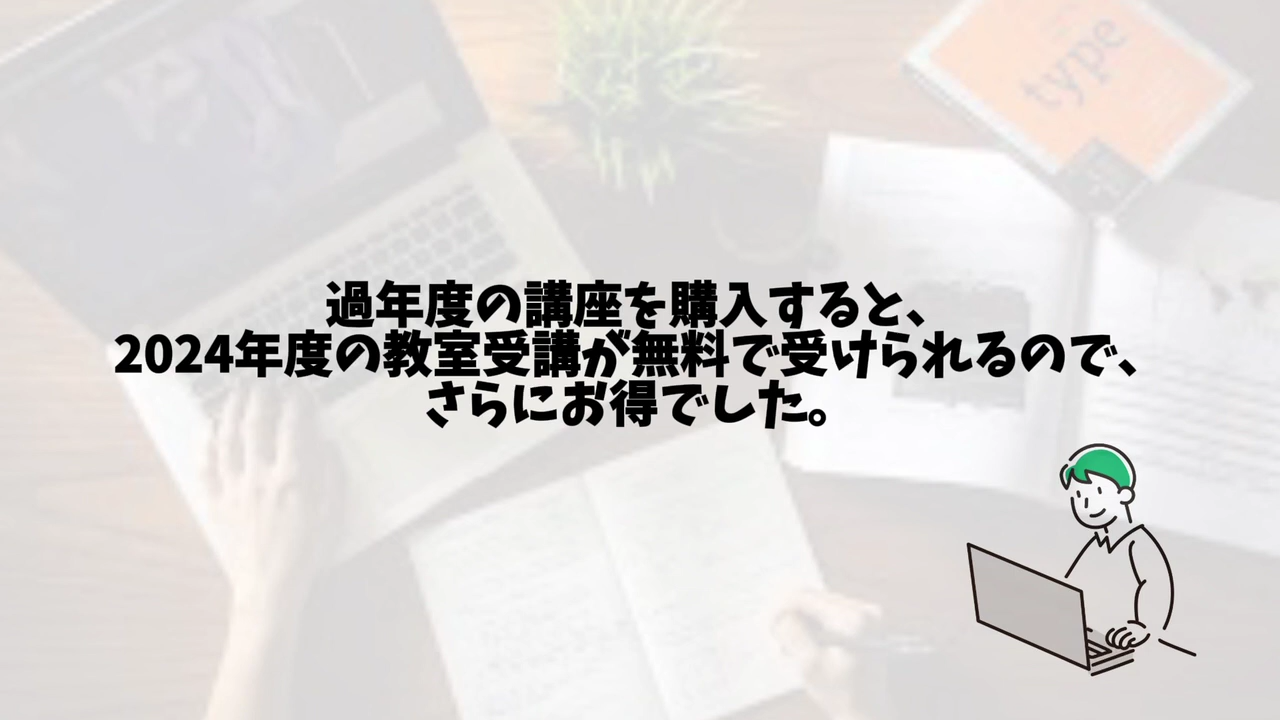 過年度の講座を購入すると、
2024年度の教室受講が無料で受けられるので、
さらにお得でした。
type